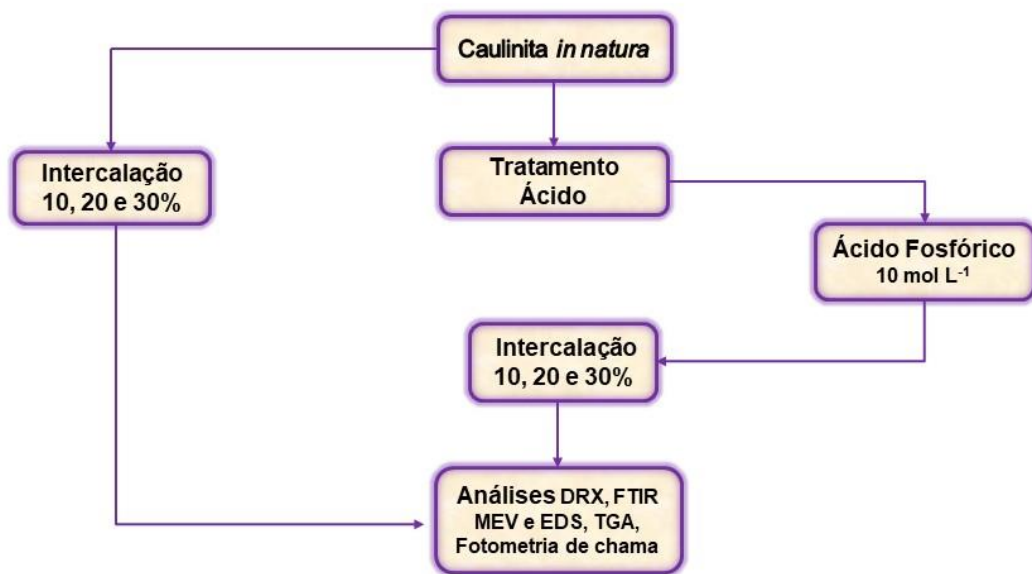 Caulinita in natura
Intercalação
10, 20 e 30%
Tratamento
Ácido
Ácido Fosfórico
10 mol L⁻¹
Intercalação
10, 20 e 30%
Análises DRX, FTIR
MEV e EDS, TGA,
Fotometria de chama